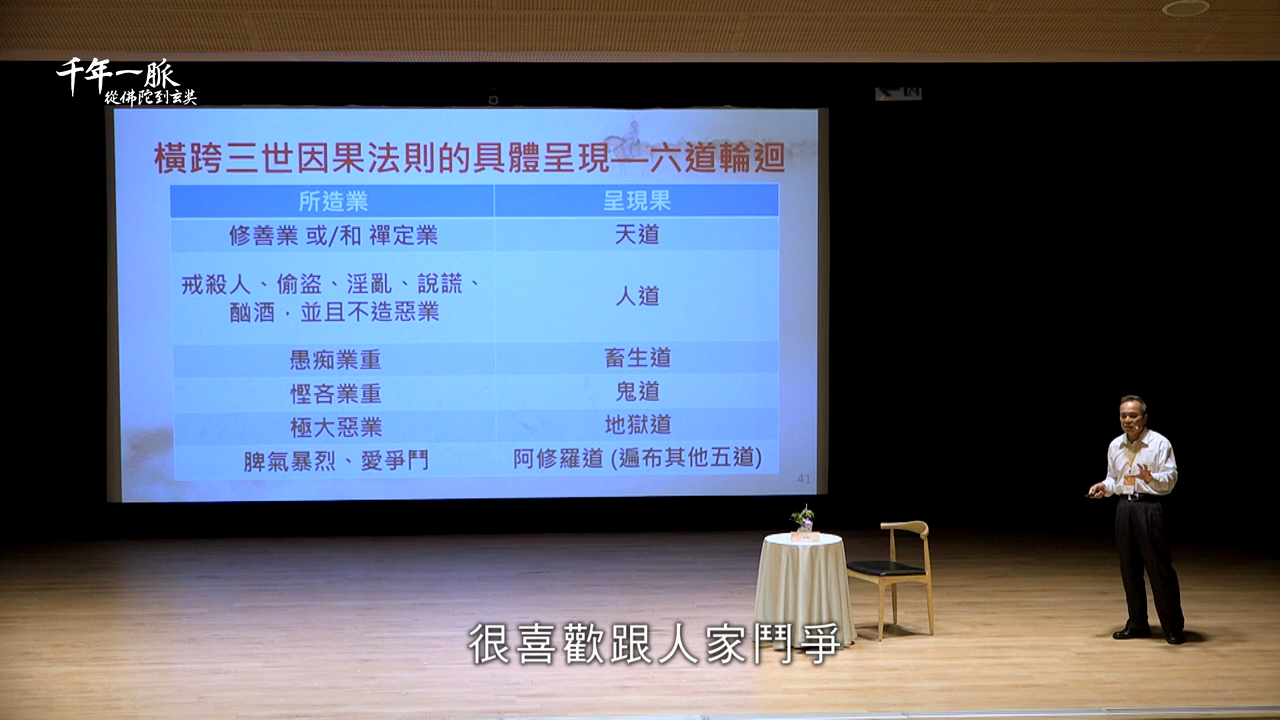 千年一脈
從佛陀到玄奘
橫跨三世因果法則的具體呈現—六道輪迴
所造業 呈現果
修善業 或/和 禪定業 天道
戒殺人、偷盜、淫亂、說謊、
酗酒，並且不造惡業 人道
愚痴業重 畜生道
慳吝業重 鬼道
極大惡業 地獄道
脾氣暴烈、愛爭鬥 阿修羅道 (遍布其他五道)
41
很喜歡跟人家鬥爭